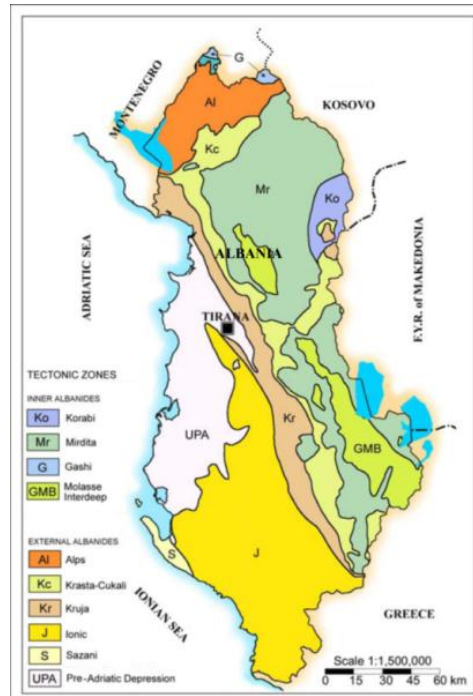 G
MONTENEGRO
KOSOVO
Al
Kc
Mr
Ko
ADRIATIC SEA
ALBANIA
F.Y.R. of MAKEDONIA
TIRANA
TECTONIC ZONES
INNER ALBANIDES
Ko Korabi
Mr Mirdita
G Gashi
GMB Molasse
Interdeep
UPA
Kr
GMB
EXTERNAL ALBANIDES
Al Alps
Kc Krasta-Cukali
Kr Kruja
J Ionic
S Sazani
UPA Pre-Adriatic Depression
S
J
IONIAN SEA
GREECE
Scale 1:1,500,000
0 15 30 45 60 km